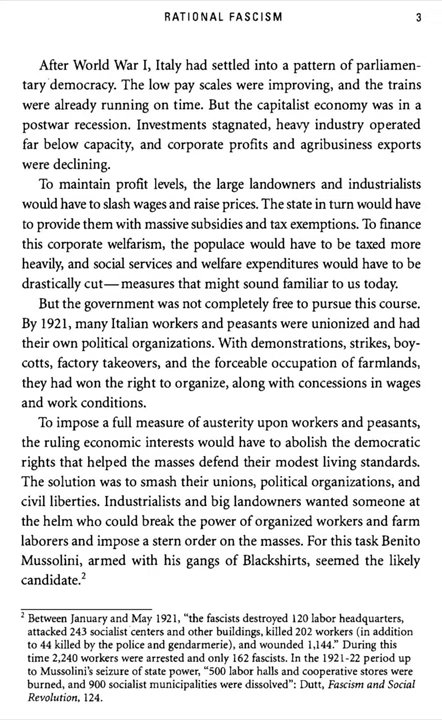 RATIONAL FASCISM 3
After World War I, Italy had settled into a pattern of parliamen-
tary democracy. The low pay scales were improving, and the trains
were already running on time. But the capitalist economy was in a
postwar recession. Investments stagnated, heavy industry operated
far below capacity, and corporate profits and agribusiness exports
were declining.
To maintain profit levels, the large landowners and industrialists
would have to slash wages and raise prices. The state in turn would have
to provide them with massive subsidies and tax exemptions. To finance
this corporate welfarism, the populace would have to be taxed more
heavily, and social services and welfare expenditures would have to be
drastically cut—measures that might sound familiar to us today.
But the government was not completely free to pursue this course.
By 1921, many Italian workers and peasants were unionized and had
their own political organizations. With demonstrations, strikes, boy-
cotts, factory takeovers, and the forceable occupation of farmlands,
they had won the right to organize, along with concessions in wages
and work conditions.
To impose a full measure of austerity upon workers and peasants,
the ruling economic interests would have to abolish the democratic
rights that helped the masses defend their modest living standards.
The solution was to smash their unions, political organizations, and
civil liberties. Industrialists and big landowners wanted someone at
the helm who could break the power of organized workers and farm
laborers and impose a stern order on the masses. For this task Benito
Mussolini, armed with his gangs of Blackshirts, seemed the likely
candidate.²
² Between January and May 1921, “the fascists destroyed 120 labor headquarters,
attacked 243 socialist centers and other buildings, killed 202 workers (in addition
to 44 killed by the police and gendarmerie), and wounded 1,144.” During this
time 2,240 workers were arrested and only 162 fascists. In the 1921-22 period up
to Mussolini’s seizure of state power, “500 labor halls and cooperative stores were
burned, and 900 socialist municipalities were dissolved”: Dutt, Fascism and Social
Revolution, 124.